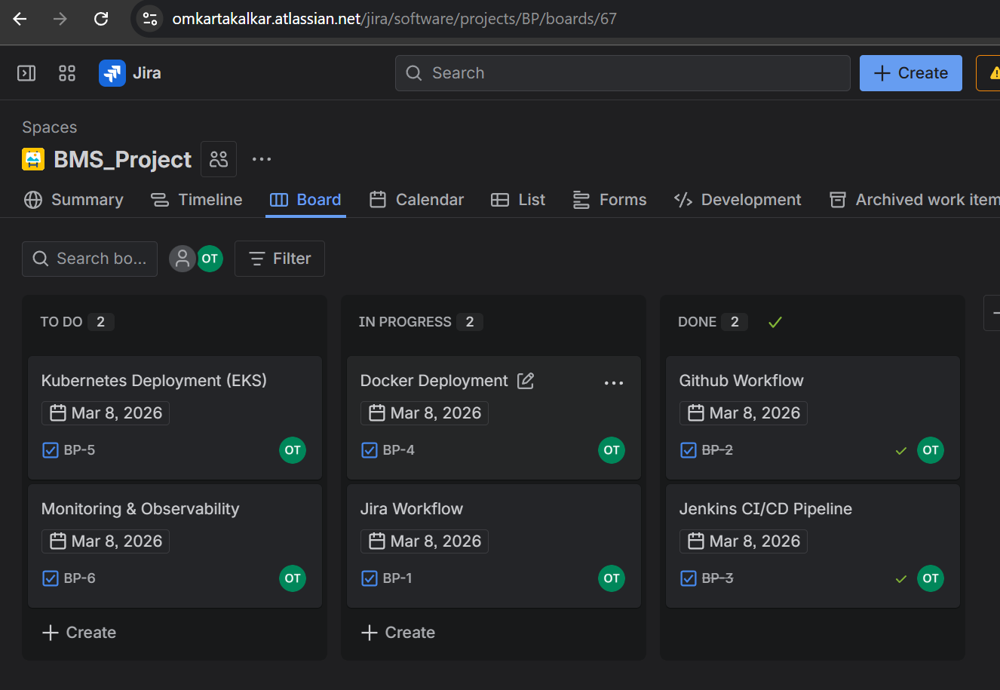 omkartakalkar.atlassian.net/jira/software/projects/BP/boards/67
Jira
Search
Create
Spaces
BMS_Project
Summary
Timeline
Board
Calendar
List
Forms
Development
Archived work item
Search bo...
OT
Filter
TO DO 2
Kubernetes Deployment (EKS)
Mar 8, 2026
BP-5
OT
Monitoring & Observability
Mar 8, 2026
BP-6
OT
Create
IN PROGRESS 2
Docker Deployment
Mar 8, 2026
BP-4
OT
Jira Workflow
Mar 8, 2026
BP-1
OT
Create
DONE 2
Github Workflow
Mar 8, 2026
BP-2
OT
Jenkins CI/CD Pipeline
Mar 8, 2026
BP-3
OT